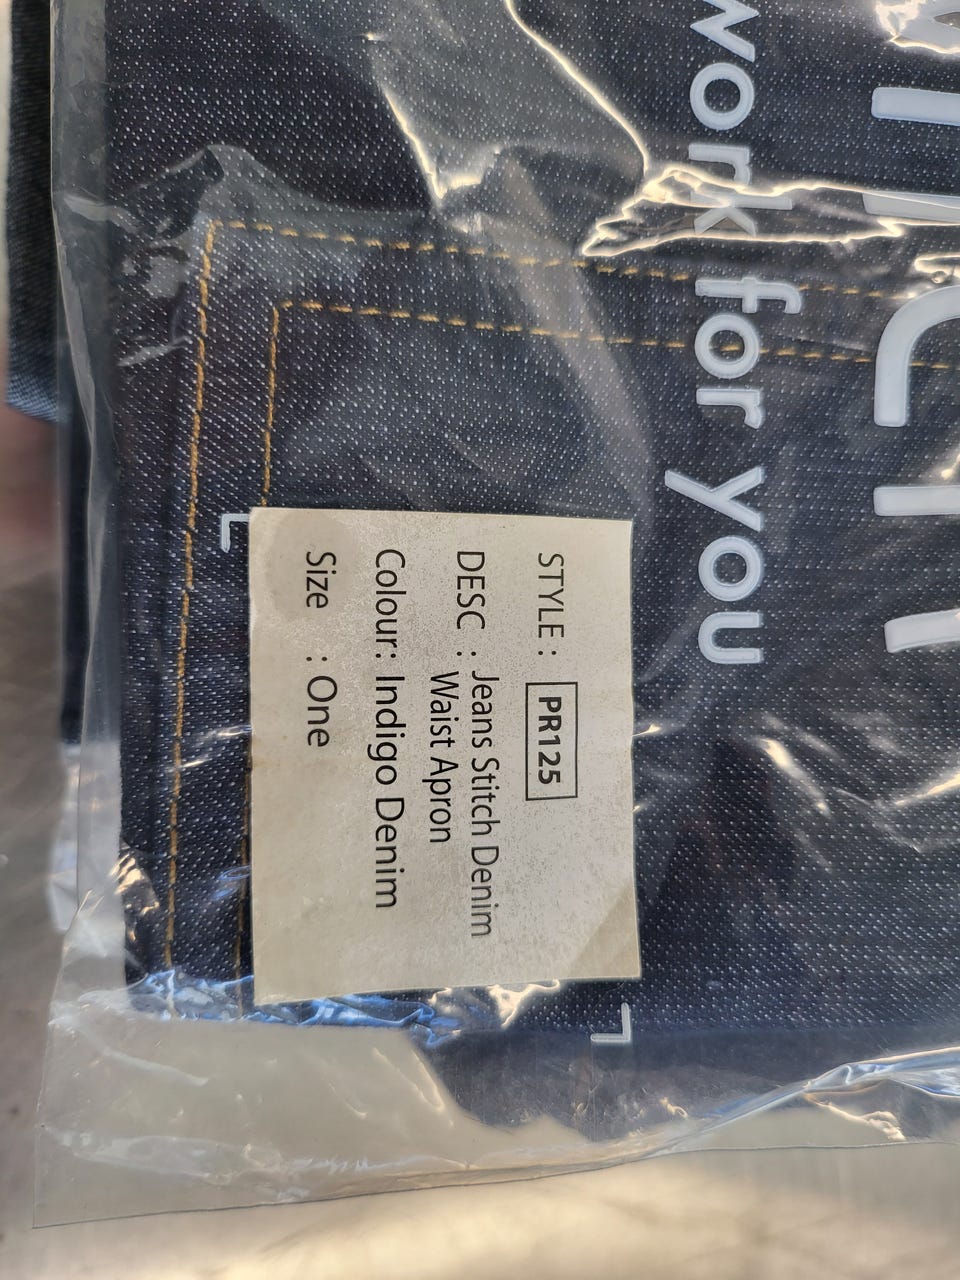 work for you
STYLE : PR125
DESC : Jeans Stitch Denim
Waist Apron
Colour: Indigo Denim
Size : One